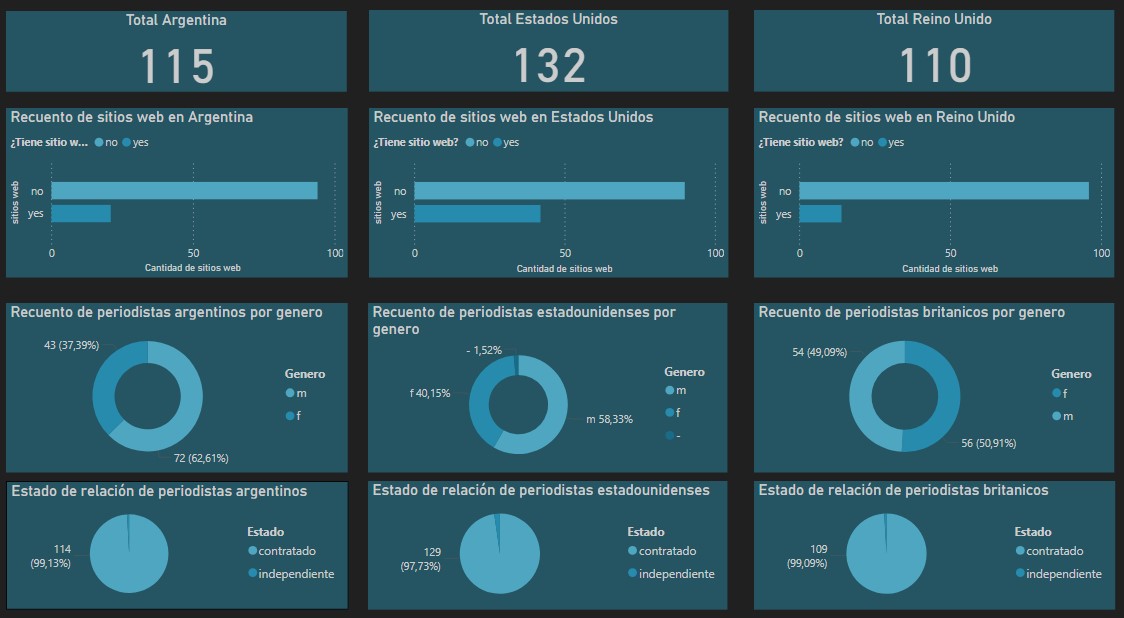 Total Argentina
115
Total Estados Unidos
132
Total Reino Unido
110
Recuento de sitios web en Argentina
¿Tiene sitio w... no yes
sitios web
no
yes
0 50 100
Cantidad de sitios web
Recuento de sitios web en Estados Unidos
¿Tiene sitio web? no yes
sitios web
no
yes
0 50 100
Cantidad de sitios web
Recuento de sitios web en Reino Unido
¿Tiene sitio web? no yes
sitios web
no
yes
0 50 100
Cantidad de sitios web
Recuento de periodistas argentinos por genero
43 (37,39%)
72 (62,61%)
Genero
m
f
Recuento de periodistas estadounidenses por
genero
- 1,52%
f 40,15%
m 58,33%
Genero
m
f
-
Recuento de periodistas britanicos por genero
54 (49,09%)
56 (50,91%)
Genero
f
m
Estado de relación de periodistas argentinos
114
(99,13%)
Estado
contratado
independiente
Estado de relación de periodistas estadounidenses
129
(97,73%)
Estado
contratado
independiente
Estado de relación de periodistas britanicos
109
(99,09%)
Estado
contratado
independiente